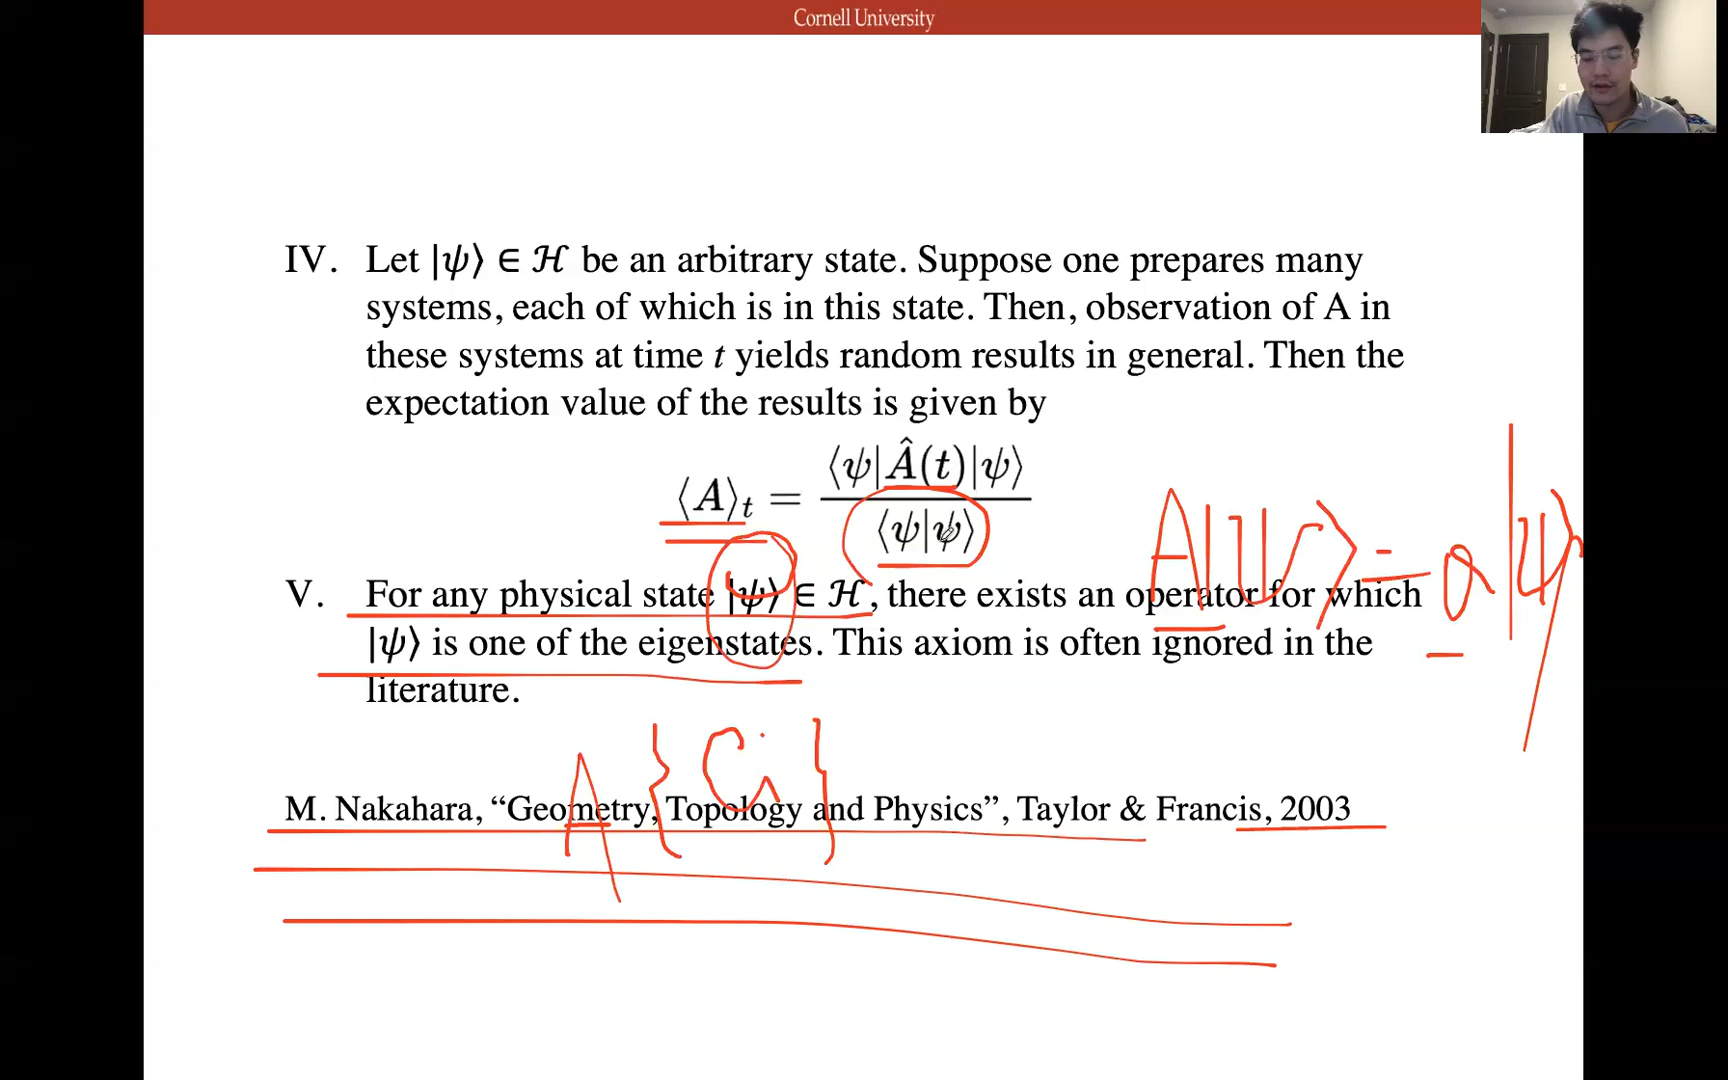 Cornell University
IV. Let |ψ⟩ ∈ ℋ be an arbitrary state. Suppose one prepares many
systems, each of which is in this state. Then, observation of A in
these systems at time t yields random results in general. Then the
expectation value of the results is given by
⟨A⟩ₜ = ⟨ψ|Â(t)|ψ⟩ / ⟨ψ|ψ⟩
A|ψ⟩ = a|ψ⟩
V. For any physical state |ψ⟩ ∈ ℋ, there exists an operator for which
|ψ⟩ is one of the eigenstates. This axiom is often ignored in the
literature.
A {Ci}
M. Nakahara, “Geometry, Topology and Physics”, Taylor & Francis, 2003